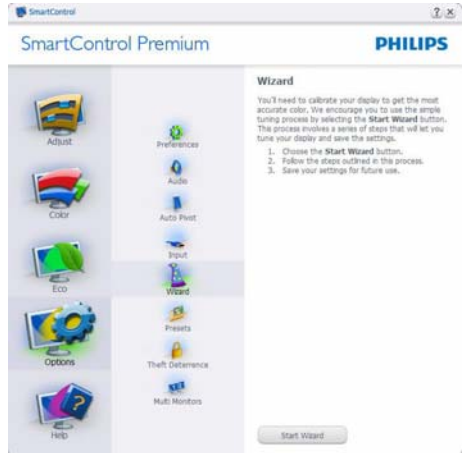 SmartControl
? X
SmartControl Premium
PHILIPS
Adjust
Color
Eco
Options
Help
Preferences
Audio
Auto Pivot
Input
Wizard
Presets
Theft Deterrence
Multi Monitors
Wizard
You'll need to calibrate your display to get the most
accurate color. We encourage you to use the simple
tuning process by selecting the Start Wizard button.
This process involves a series of steps that will let you
tune your display and save the settings.
1. Choose the Start Wizard button.
2. Follow the steps outlined in this process.
3. Save your settings for future use.
Start Wizard